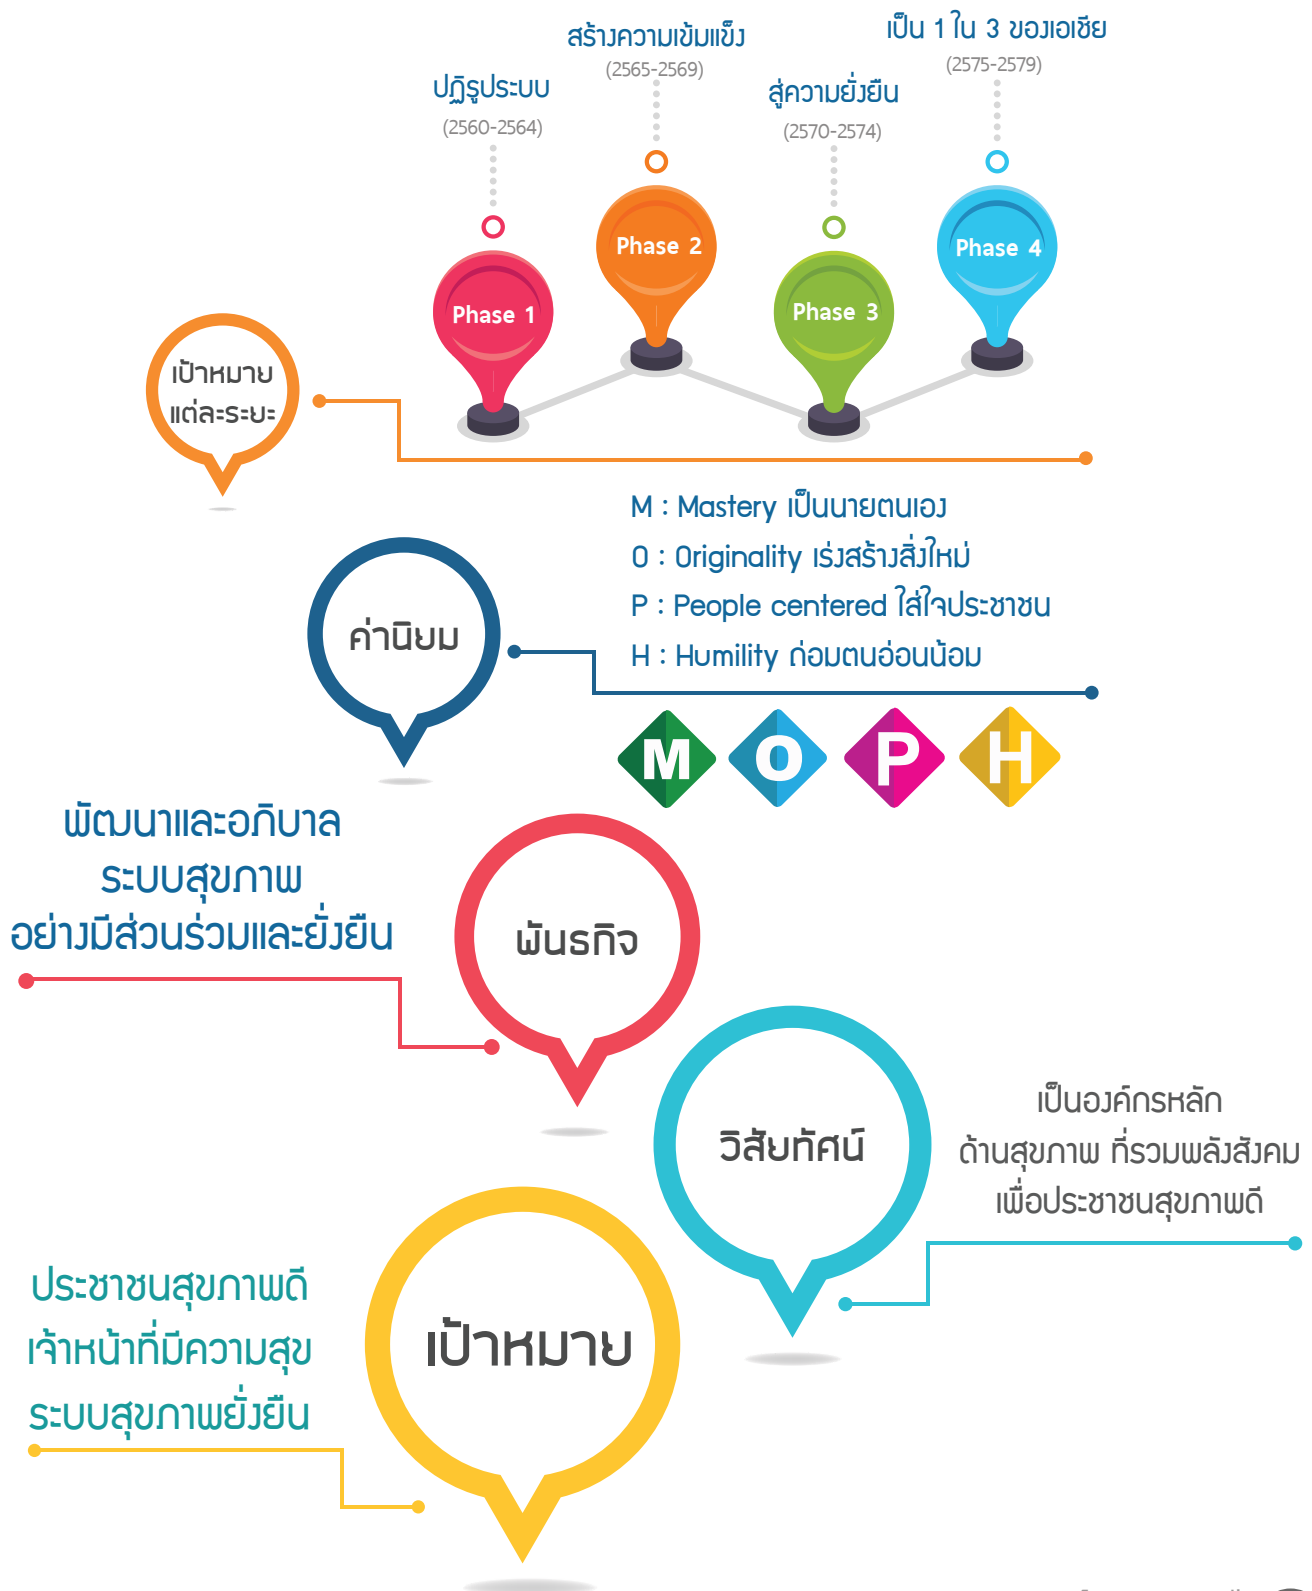 สร้างความเข้มแข็ง
(2565-2569)
เป็น 1 ใน 3 ของเอเชีย
(2575-2579)
ปฏิรูประบบ
(2560-2564)
สู่ความยั่งยืน
(2570-2574)
Phase 1
Phase 2
Phase 3
Phase 4
เป้าหมาย
แต่ละระยะ
M : Mastery เป็นนายตนเอง
O : Originality เร่งสร้างสิ่งใหม่
P : People centered ใส่ใจประชาชน
H : Humility ถ่อมตนอ่อนน้อม
ค่านิยม
M O P H
พัฒนาและอภิบาล
ระบบสุขภาพ
อย่างมีส่วนร่วมและยั่งยืน
พันธกิจ
วิสัยทัศน์
เป็นองค์กรหลัก
ด้านสุขภาพ ที่รวมพลังสังคม
เพื่อประชาชนสุขภาพดี
ประชาชนสุขภาพดี
เจ้าหน้าที่มีความสุข
ระบบสุขภาพยั่งยืน
เป้าหมาย